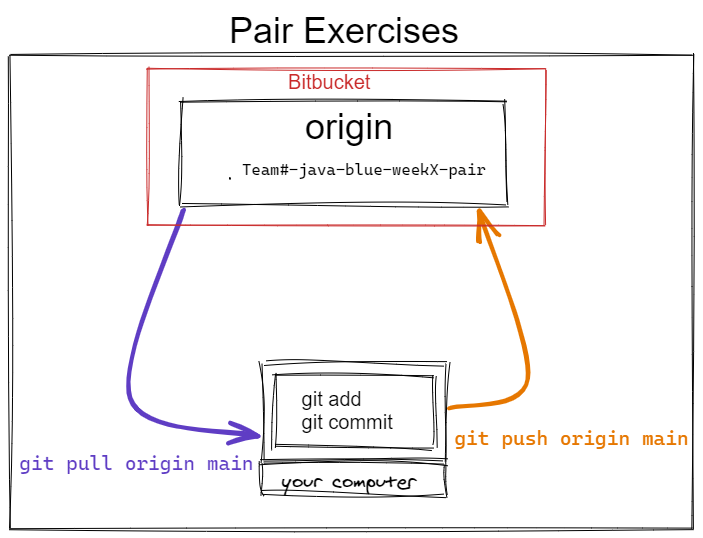 Pair Exercises
Bitbucket
origin
. Team#-java-blue-weekX-pair
git add
git commit
git push origin main
git pull origin main
your computer